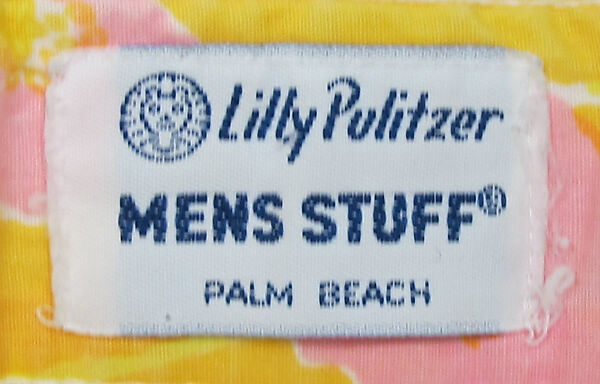 Lilly Pulitzer
MENS STUFF®
PALM BEACH